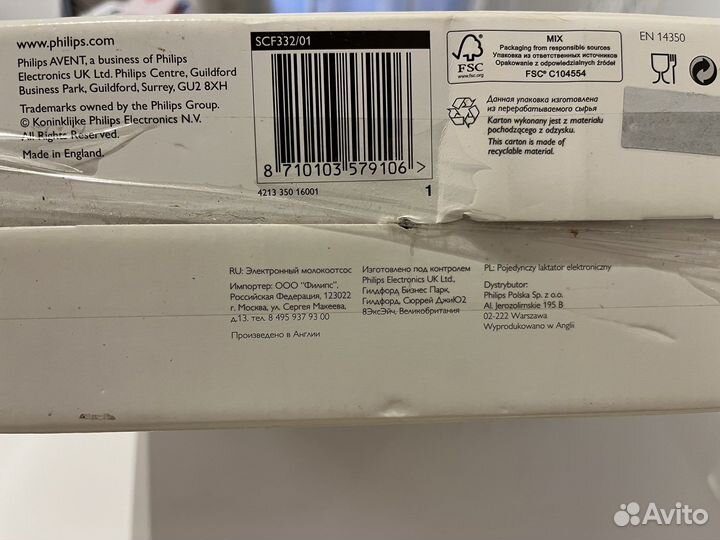 www.philips.com
Philips AVENT, a business of Philips
Electronics UK Ltd. Philips Centre, Guildford
Business Park, Guildford, Surrey, GU2 8XH
Trademarks owned by the Philips Group.
© Koninklijke Philips Electronics N.V.
All Rights Reserved.
Made in England.
SCF332/01
8 710103 579106 >
4213 350 16001
1
FSC
www.fsc.org
MIX
Packaging from responsible sources
Упаковка из ответственных источников
Opakowanie z odpowiedzialnych źródeł
FSC® C104554
Данная упаковка изготовлена
из перерабатываемого сырья
Karton wykonany jest z materiału
pochodzącego z odzysku.
This carton is made of
recyclable material.
EN 14350
RU: Электронный молокоотсос
Импортер: ООО "Филипс",
Российская Федерация, 123022
г. Москва, ул. Сергея Макеева,
д.13. тел. 8 495 937 93 00
Произведено в Англии
Изготовлено под контролем
Philips Electronics UK Ltd.,
Гилдфорд Бизнес Парк,
Гилдфорд, Сюррей ДжиЮ2
8ЭксЭйч, Великобритания
PL: Pojedynczy laktator elektroniczny
Dystrybutor:
Philips Polska Sp. z o.o.
Al. Jerozolimskie 195 B
02-222 Warszawa
Wyprodukowano w Anglii
Avito